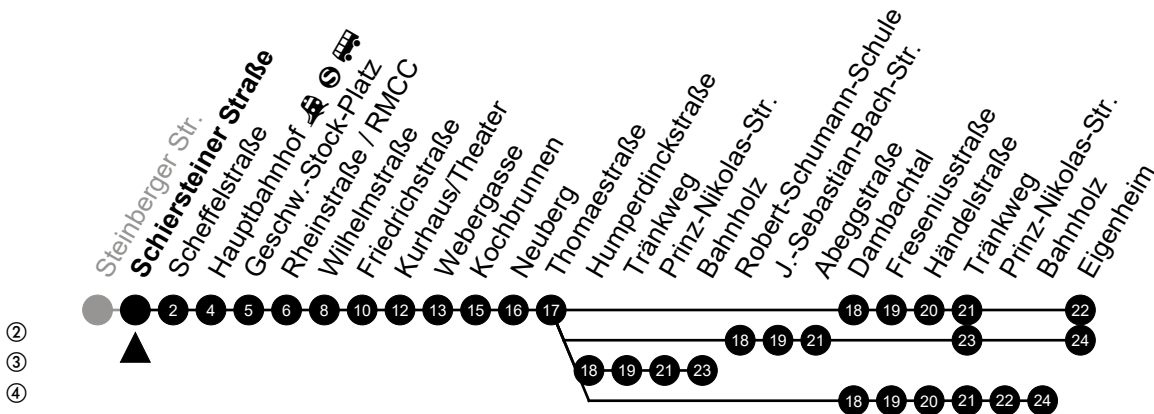 Steinberger Str.
Schiersteiner Straße
Scheffelstraße
Hauptbahnhof S
Geschw.-Stock-Platz
Rheinstraße / RMCC
Wilhelmstraße
Friedrichstraße
Kurhaus/Theater
Webergasse
Kochbrunnen
Neuberg
Thomaestraße
Humperdinckstraße
Tränkweg
Prinz-Nikolas-Str.
Bahnholz
Robert-Schumann-Schule
J.-Sebastian-Bach-Str.
Abeggstraße
Dambachtal
Freseniusstraße
Händelstraße
Tränkweg
Prinz-Nikolas-Str.
Bahnholz
Eigenheim
2 4 5 6 8 10 12 13 15 16 17 18 19 20 21 22
② 18 19 21 23 24
③ 18 19 21 23
④ 18 19 20 21 22 24